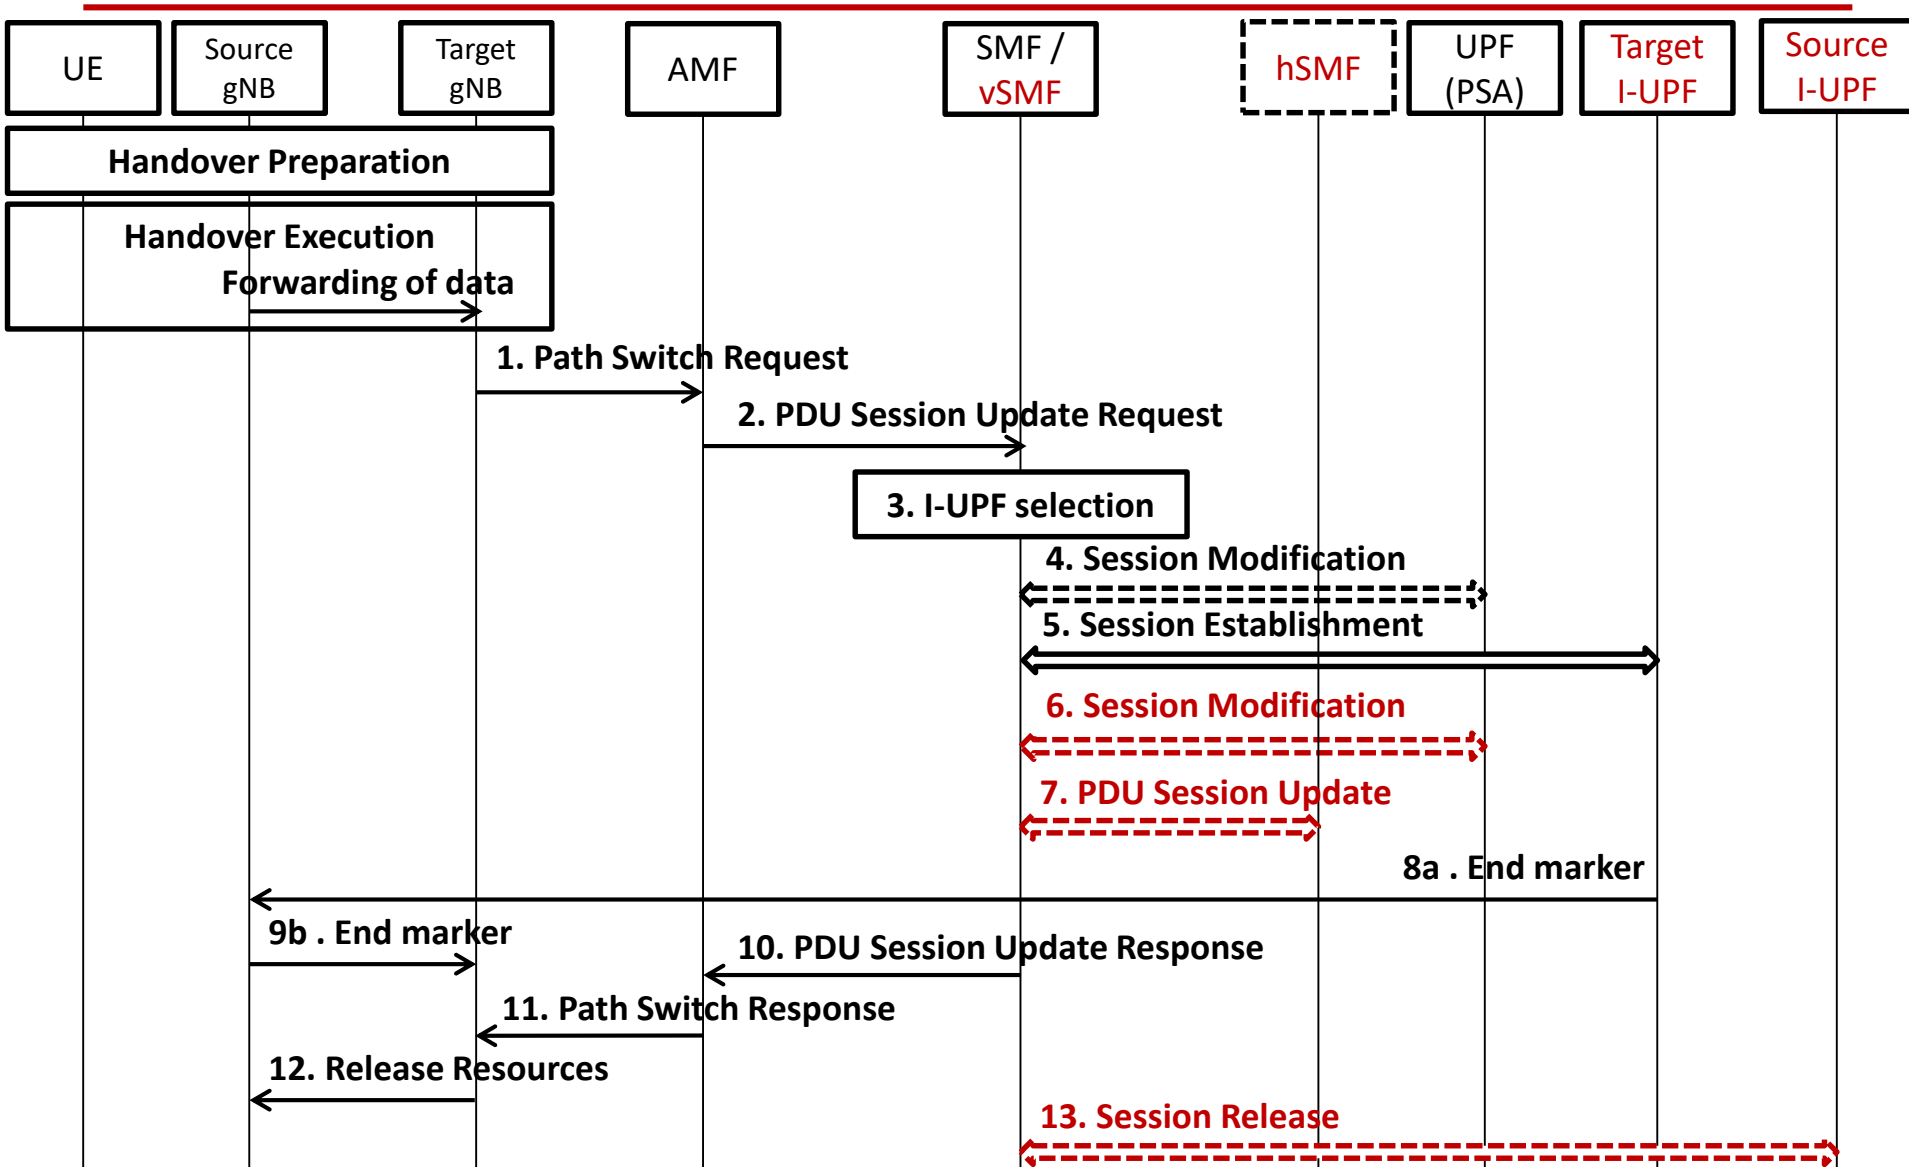 UE
Source
gNB
Target
gNB
AMF
SMF /
vSMF
hSMF
UPF
(PSA)
Target
I-UPF
Source
I-UPF
Handover Preparation
Handover Execution
Forwarding of data
1. Path Switch Request
2. PDU Session Update Request
3. I-UPF selection
4. Session Modification
5. Session Establishment
6. Session Modification
7. PDU Session Update
8a . End marker
9b . End marker
10. PDU Session Update Response
11. Path Switch Response
12. Release Resources
13. Session Release